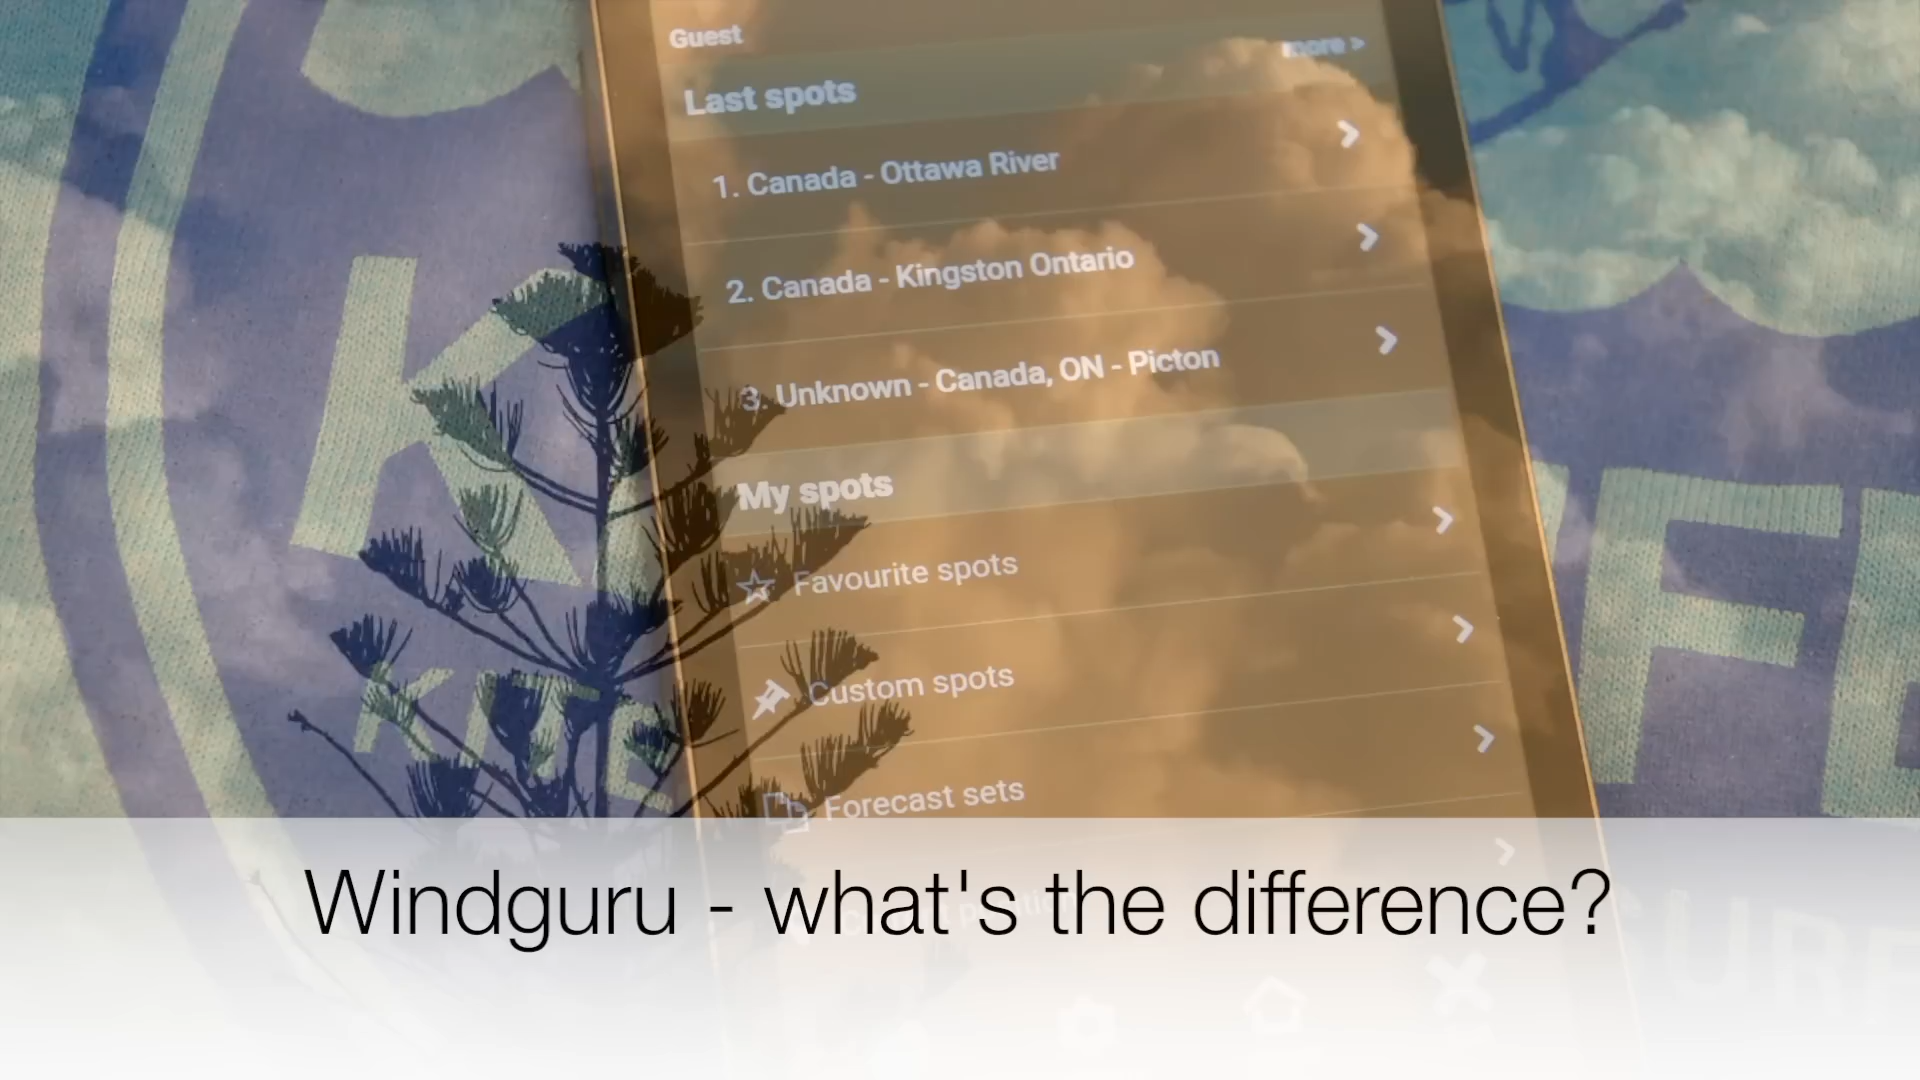 Guest
more >
Last spots
1. Canada - Ottawa River
2. Canada - Kingston Ontario
3. Unknown - Canada, ON - Picton
My spots
Favourite spots
Custom spots
Forecast sets
KITE
Windguru - what's the difference?